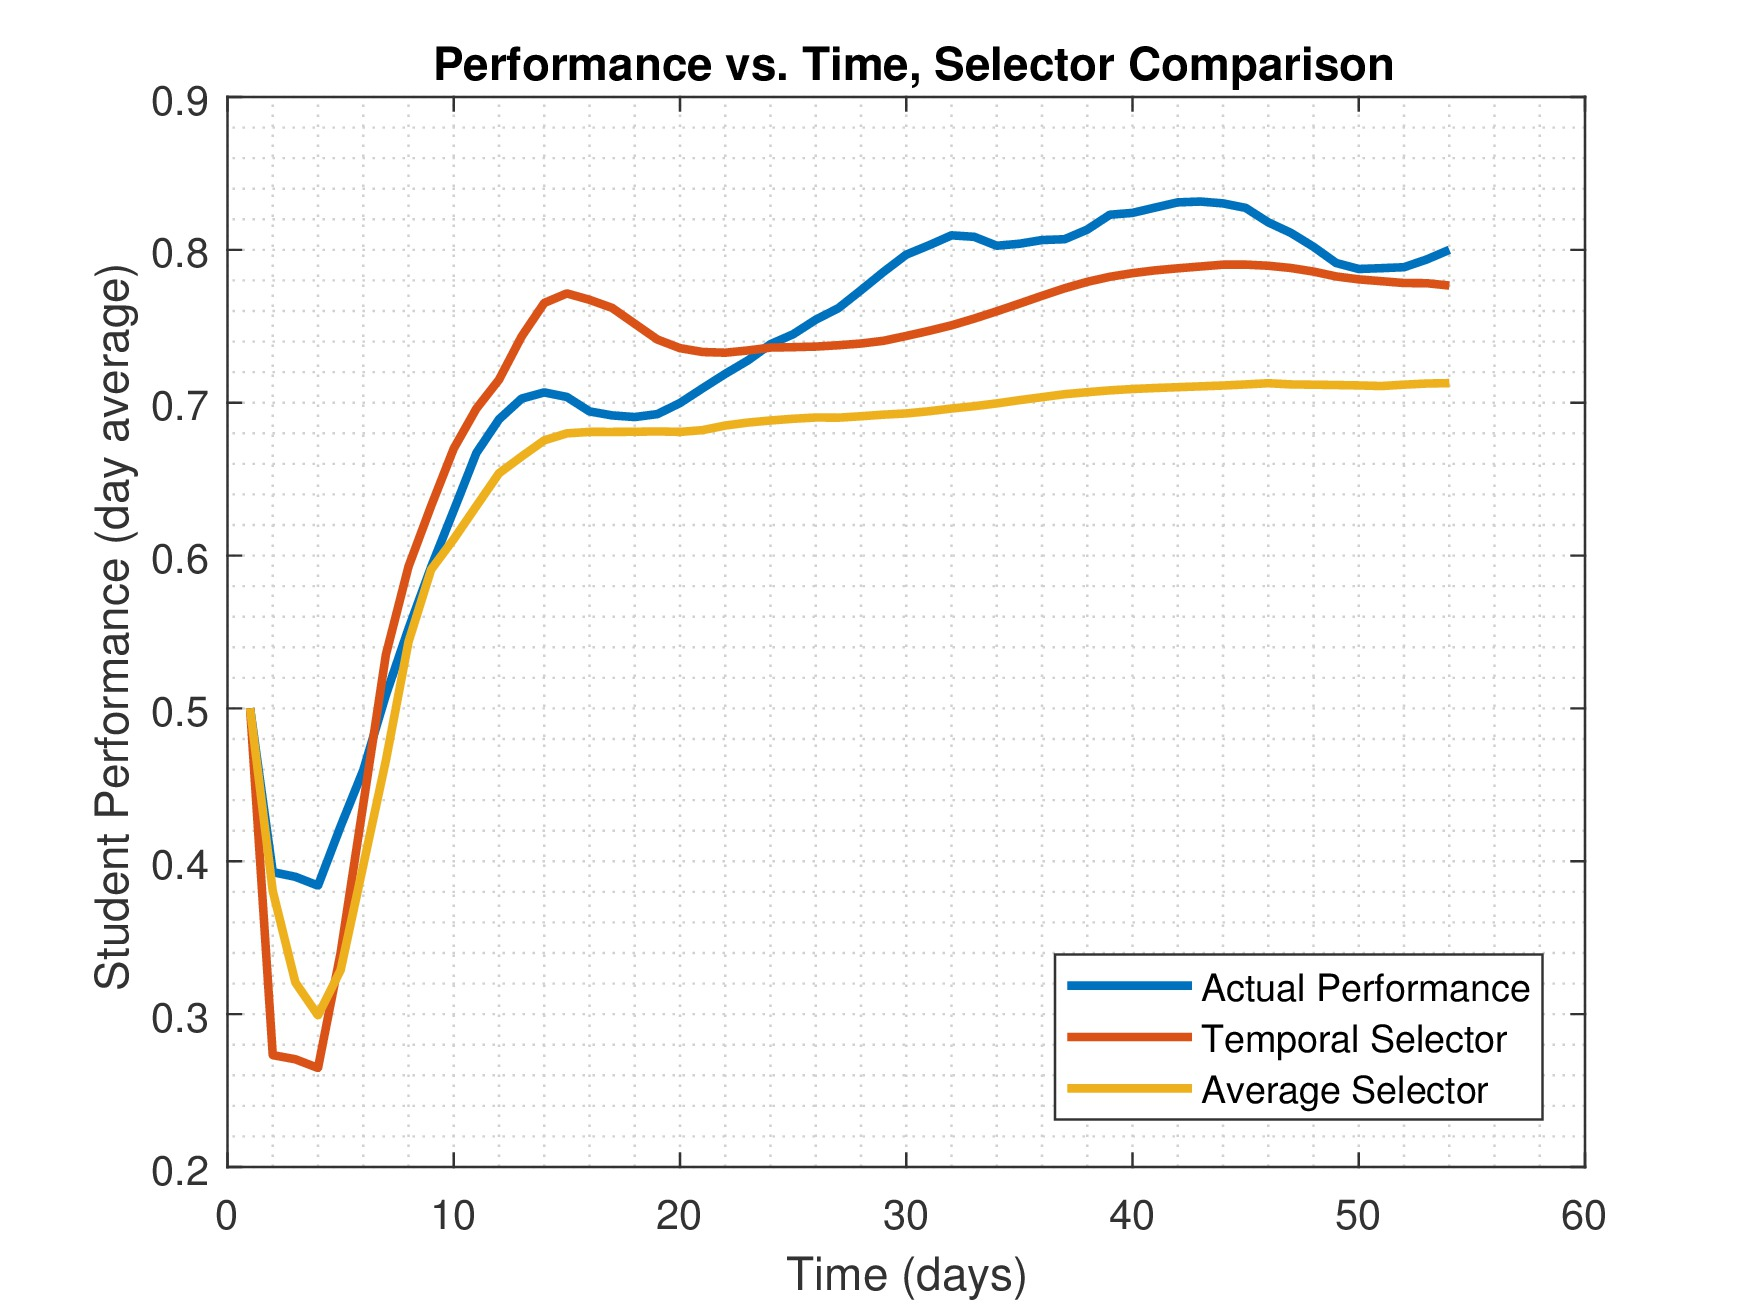 Performance vs. Time, Selector Comparison
0.9
0.8
0.7
0.6
0.5
0.4
0.3
0.2
Student Performance (day average)
Actual Performance
Temporal Selector
Average Selector
0 10 20 30 40 50 60
Time (days)